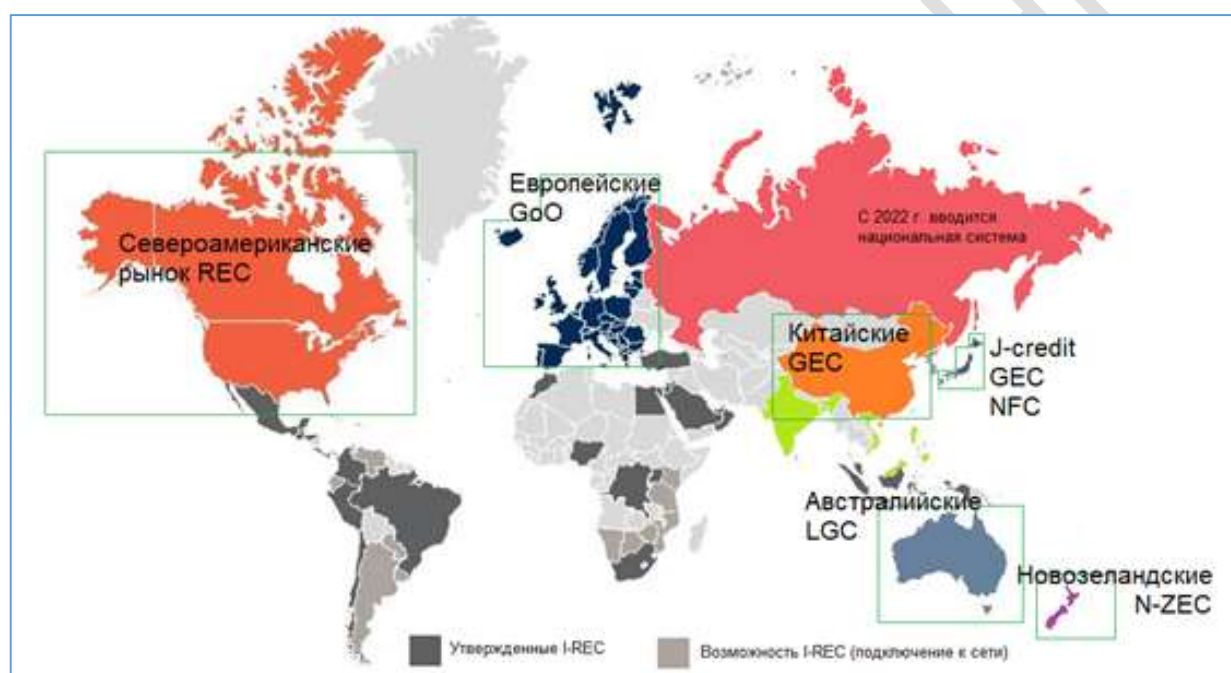 Европейские
GoO
С 2022 г. вводится
национальная система
Североамериканские
рынок REC
Китайские
GEC
J-credit
GEC
NFC
Австралийские
LGC
Новозеландские
N-ZEC
Утвержденные I-REC
Возможность I-REC (подключение к сети)